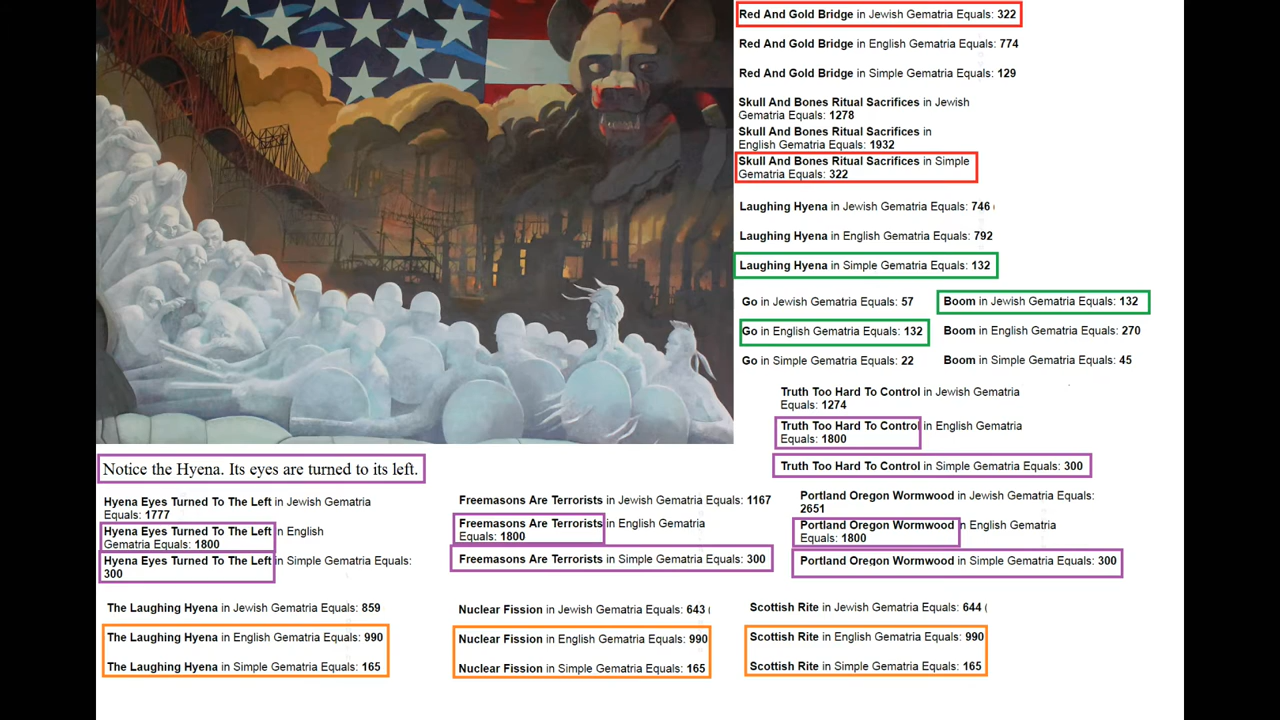 Red And Gold Bridge in Jewish Gematria Equals: 322
Red And Gold Bridge in English Gematria Equals: 774
Red And Gold Bridge in Simple Gematria Equals: 129
Skull And Bones Ritual Sacrifices in Jewish
Gematria Equals: 1278
Skull And Bones Ritual Sacrifices in
English Gematria Equals: 1932
Skull And Bones Ritual Sacrifices in Simple
Gematria Equals: 322
Laughing Hyena in Jewish Gematria Equals: 746 (
Laughing Hyena in English Gematria Equals: 792
Laughing Hyena in Simple Gematria Equals: 132
Go in Jewish Gematria Equals: 57
Go in English Gematria Equals: 132
Go in Simple Gematria Equals: 22
Boom in Jewish Gematria Equals: 132
Boom in English Gematria Equals: 270
Boom in Simple Gematria Equals: 45
Truth Too Hard To Control in Jewish Gematria
Equals: 1274
Truth Too Hard To Control in English Gematria
Equals: 1800
Truth Too Hard To Control in Simple Gematria Equals: 300
Notice the Hyena. Its eyes are turned to its left.
Hyena Eyes Turned To The Left in Jewish Gematria
Equals: 1777
Hyena Eyes Turned To The Left in English
Gematria Equals: 1800
Hyena Eyes Turned To The Left in Simple Gematria Equals:
300
Freemasons Are Terrorists in Jewish Gematria Equals: 1167
Freemasons Are Terrorists in English Gematria
Equals: 1800
Freemasons Are Terrorists in Simple Gematria Equals: 300
Portland Oregon Wormwood in Jewish Gematria Equals:
2651
Portland Oregon Wormwood in English Gematria
Equals: 1800
Portland Oregon Wormwood in Simple Gematria Equals: 300
The Laughing Hyena in Jewish Gematria Equals: 859
The Laughing Hyena in English Gematria Equals: 990
The Laughing Hyena in Simple Gematria Equals: 165
Nuclear Fission in Jewish Gematria Equals: 643 (
Nuclear Fission in English Gematria Equals: 990
Nuclear Fission in Simple Gematria Equals: 165
Scottish Rite in Jewish Gematria Equals: 644 (
Scottish Rite in English Gematria Equals: 990
Scottish Rite in Simple Gematria Equals: 165